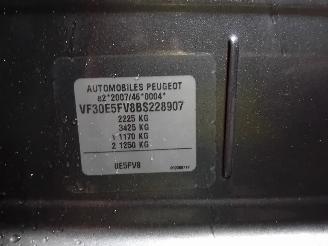 AUTOMOBILES PEUGEOT
e2*2007/46*0004*
VF30E5FV8BS228907
2225 KG
3425 KG
1 1170 KG
2 1250 KG
0E5FV8